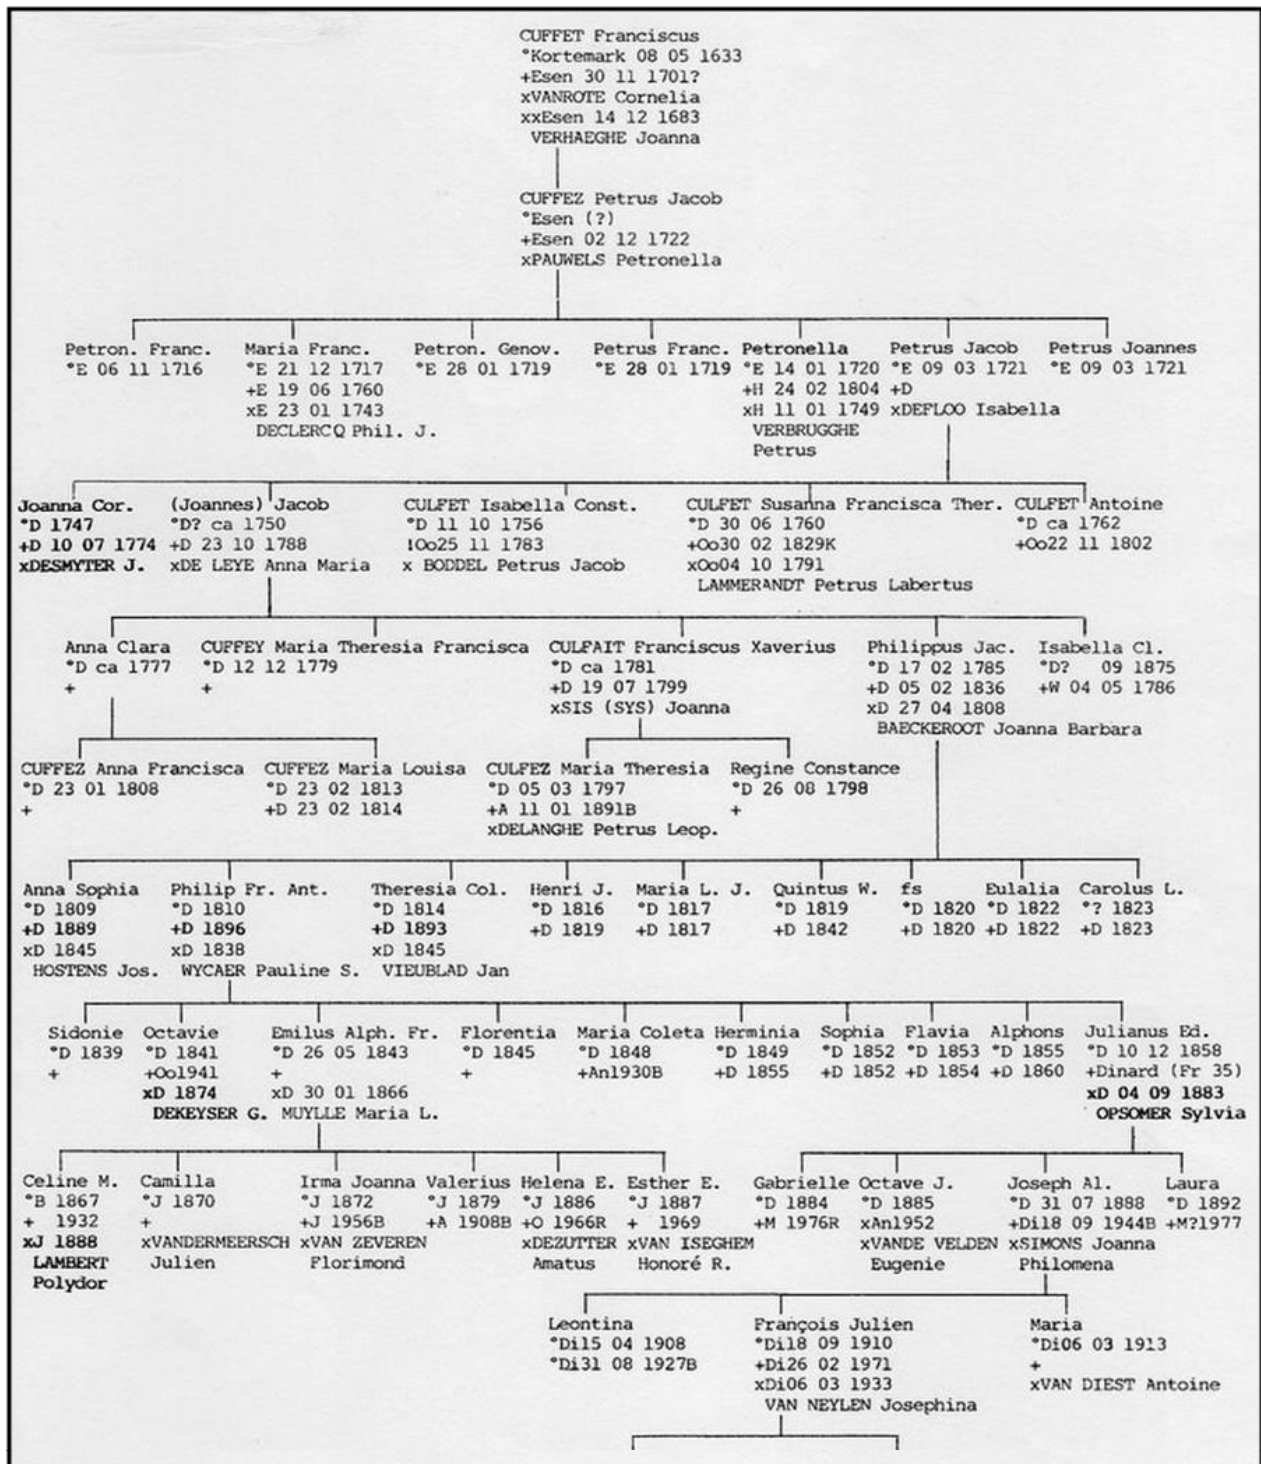 CUFFET Franciscus
°Kortemark 08 05 1633
+Esen 30 11 1701?
xVANROTE Cornelia
xxEsen 14 12 1683
VERHAEGHE Joanna
CUFFEZ Petrus Jacob
°Esen (?)
+Esen 02 12 1722
xPAUWELS Petronella
Petron. Franc.
°E 06 11 1716
Maria Franc.
°E 21 12 1717
+E 19 06 1760
xE 23 01 1743
DECLERCQ Phil. J.
Petron. Genov.
°E 28 01 1719
Petrus Franc.
°E 28 01 1719
Petronella
°E 14 01 1720
+H 24 02 1804
xH 11 01 1749
VERBRUGGHE
Petrus
Petrus Jacob
°E 09 03 1721
+D
xDEFLOO Isabella
Petrus Joannes
°E 09 03 1721
Joanna Cor.
°D 1747
+D 10 07 1774
xDESMYTER J.
(Joannes) Jacob
°D? ca 1750
+D 23 10 1788
xDE LEYE Anna Maria
CULFET Isabella Const.
°D 11 10 1756
!Oo25 11 1783
x BODDEL Petrus Jacob
CULFET Susanna Francisca Ther.
°D 30 06 1760
+Oo30 02 1829K
xOo04 10 1791
LAMMERANDT Petrus Labertus
CULFET Antoine
°D ca 1762
+Oo22 11 1802
Anna Clara
°D ca 1777
+
CUFFEY Maria Theresia Francisca
°D 12 12 1779
+
CULFAIT Franciscus Xaverius
°D ca 1781
+D 19 07 1799
xSIS (SYS) Joanna
Philippus Jac.
°D 17 02 1785
+D 05 02 1836
xD 27 04 1808
BAECKEROOT Joanna Barbara
Isabella Cl.
°D? 09 1875
+W 04 05 1786
CUFFEZ Anna Francisca
°D 23 01 1808
+
CUFFEZ Maria Louisa
°D 23 02 1813
+D 23 02 1814
CULFEZ Maria Theresia
°D 05 03 1797
+A 11 01 1891B
xDELANGHE Petrus Leop.
Regine Constance
°D 26 08 1798
+
Anna Sophia
°D 1809
+D 1889
xD 1845
HOSTENS Jos.
Philip Fr. Ant.
°D 1810
+D 1896
xD 1838
WYCAER Pauline S.
Theresia Col.
°D 1814
+D 1893
xD 1845
VIEUBLAD Jan
Henri J.
°D 1816
+D 1819
Maria L. J.
°D 1817
+D 1817
Quintus W.
°D 1819
+D 1842
fs
°D 1820
+D 1820
Eulalia
°D 1822
+D 1822
Carolus L.
°? 1823
+D 1823
Sidonie
°D 1839
+
Octavie
°D 1841
+Oo1941
xD 1874
DEKEYSER G.
Emilus Alph. Fr.
°D 26 05 1843
+
xD 30 01 1866
MUYLLE Maria L.
Florentia
°D 1845
+
Maria Coleta
°D 1848
+An1930B
Herminia
°D 1849
+D 1855
Sophia
°D 1852
+D 1852
Flavia
°D 1853
+D 1854
Alphons
°D 1855
+D 1860
Julianus Ed.
°D 10 12 1858
+Dinard (Fr 35)
xD 04 09 1883
OPSOMER Sylvia
Celine M.
°B 1867
+ 1932
xJ 1888
LAMBERT
Polydor
Camilla
°J 1870
+
xVANDERMEERSCH
Julien
Irma Joanna
°J 1872
+J 1956B
xVAN ZEVEREN
Florimond
Valerius
°J 1879
+A 1908B
Helena E.
°J 1886
+O 1966R
xDEZUTTER
Amatus
Esther E.
°J 1887
+ 1969
xVAN ISEGHEM
Honoré R.
Gabrielle
°D 1884
+M 1976R
Octave J.
°D 1885
xAn1952
xVANDE VELDEN
Eugenie
Joseph Al.
°D 31 07 1888
+Di18 09 1944B
xSIMONS Joanna
Philomena
Laura
°D 1892
+M?1977
Leontina
°Di15 04 1908
°Di31 08 1927B
François Julien
°Di18 09 1910
+Di26 02 1971
xDi06 03 1933
VAN NEYLEN Josephina
Maria
°Di06 03 1913
+
xVAN DIEST Antoine